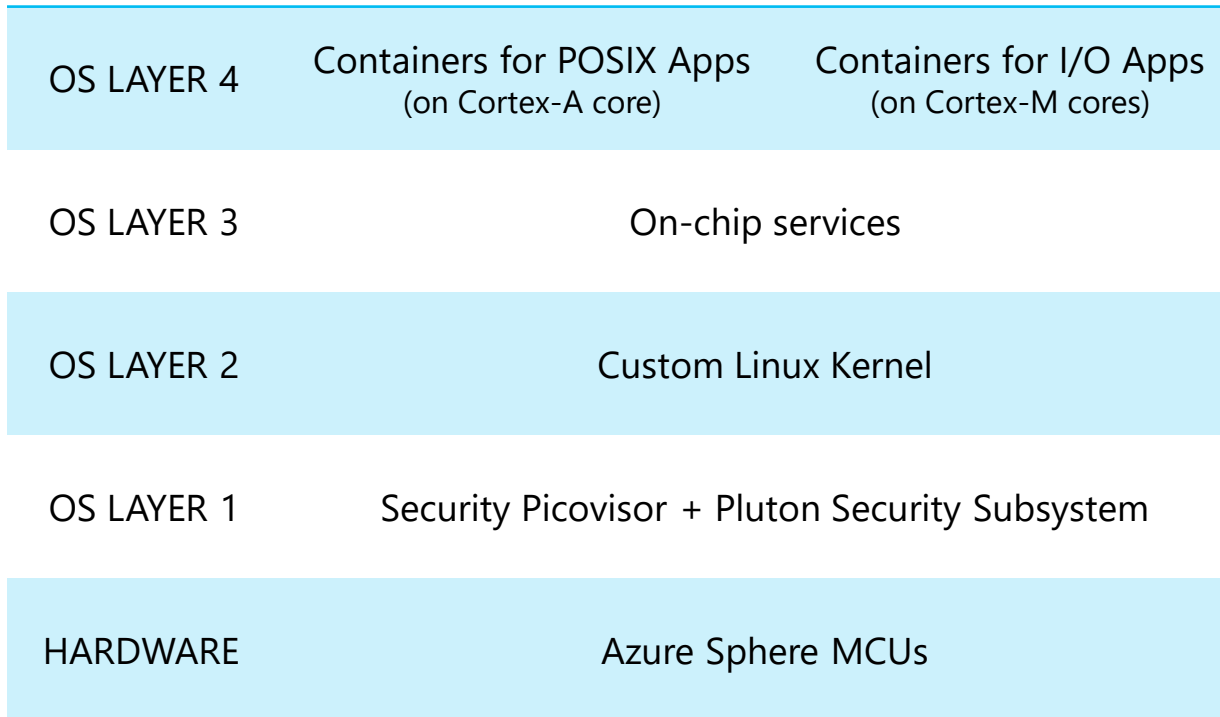 OS LAYER 4
Containers for POSIX Apps
(on Cortex-A core)
Containers for I/O Apps
(on Cortex-M cores)
OS LAYER 3
On-chip services
OS LAYER 2
Custom Linux Kernel
OS LAYER 1
Security Picovisor + Pluton Security Subsystem
HARDWARE
Azure Sphere MCUs